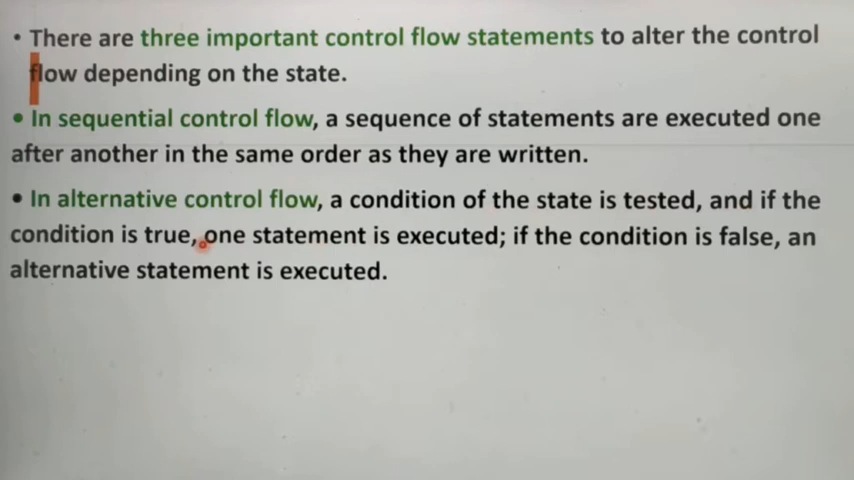 • There are three important control flow statements to alter the control
flow depending on the state.
• In sequential control flow, a sequence of statements are executed one
after another in the same order as they are written.
• In alternative control flow, a condition of the state is tested, and if the
condition is true, one statement is executed; if the condition is false, an
alternative statement is executed.